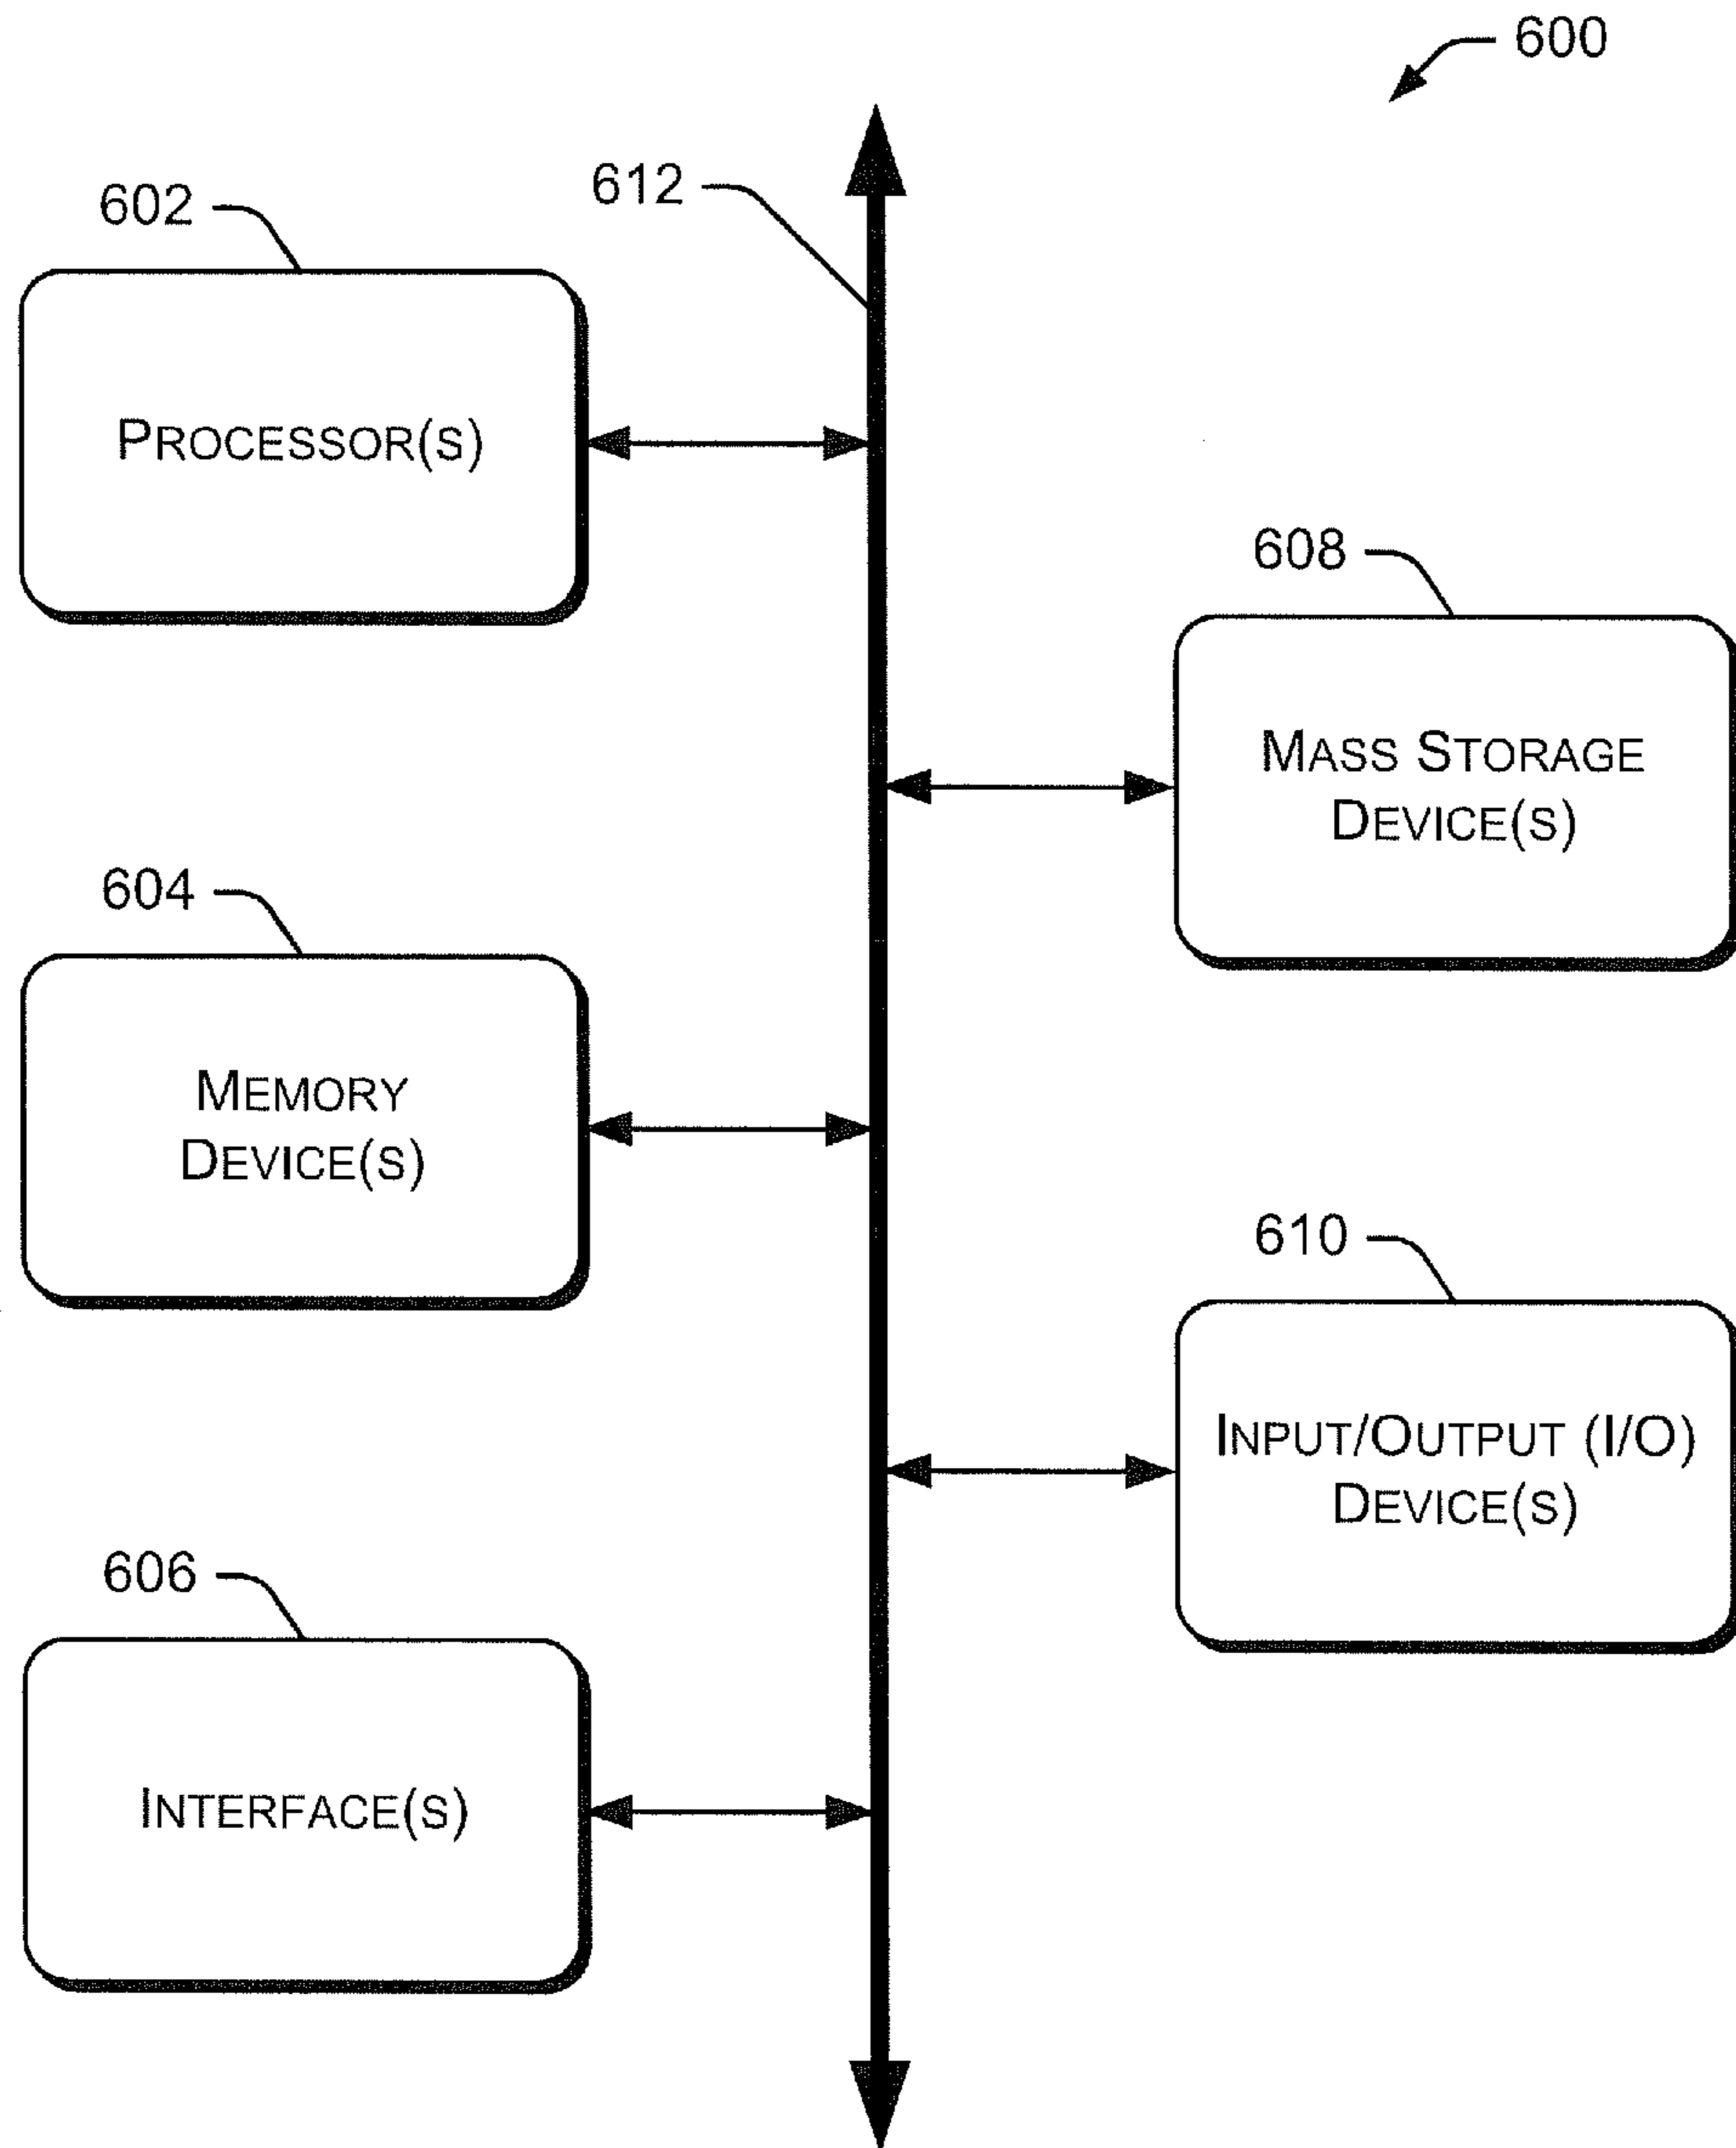 600
612
602
PROCESSOR(S)
608
MASS STORAGE
DEVICE(S)
604
MEMORY
DEVICE(S)
610
INPUT/OUTPUT (I/O)
DEVICE(S)
606
INTERFACE(S)